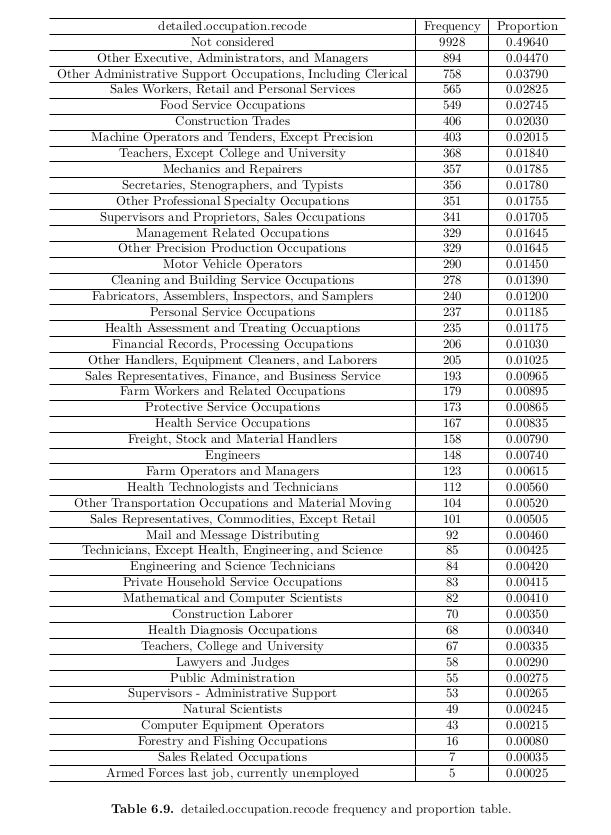 detailed.occupation.recode Frequency Proportion
Not considered 9928 0.49640
Other Executive, Administrators, and Managers 894 0.04470
Other Administrative Support Occupations, Including Clerical 758 0.03790
Sales Workers, Retail and Personal Services 565 0.02825
Food Service Occupations 549 0.02745
Construction Trades 406 0.02030
Machine Operators and Tenders, Except Precision 403 0.02015
Teachers, Except College and University 368 0.01840
Mechanics and Repairers 357 0.01785
Secretaries, Stenographers, and Typists 356 0.01780
Other Professional Specialty Occupations 351 0.01755
Supervisors and Proprietors, Sales Occupations 341 0.01705
Management Related Occupations 329 0.01645
Other Precision Production Occupations 329 0.01645
Motor Vehicle Operators 290 0.01450
Cleaning and Building Service Occupations 278 0.01390
Fabricators, Assemblers, Inspectors, and Samplers 240 0.01200
Personal Service Occupations 237 0.01185
Health Assessment and Treating Occuaptions 235 0.01175
Financial Records, Processing Occupations 206 0.01030
Other Handlers, Equipment Cleaners, and Laborers 205 0.01025
Sales Representatives, Finance, and Business Service 193 0.00965
Farm Workers and Related Occupations 179 0.00895
Protective Service Occupations 173 0.00865
Health Service Occupations 167 0.00835
Freight, Stock and Material Handlers 158 0.00790
Engineers 148 0.00740
Farm Operators and Managers 123 0.00615
Health Technologists and Technicians 112 0.00560
Other Transportation Occupations and Material Moving 104 0.00520
Sales Representatives, Commodities, Except Retail 101 0.00505
Mail and Message Distributing 92 0.00460
Technicians, Except Health, Engineering, and Science 85 0.00425
Engineering and Science Technicians 84 0.00420
Private Household Service Occupations 83 0.00415
Mathematical and Computer Scientists 82 0.00410
Construction Laborer 70 0.00350
Health Diagnosis Occupations 68 0.00340
Teachers, College and University 67 0.00335
Lawyers and Judges 58 0.00290
Public Administration 55 0.00275
Supervisors - Administrative Support 53 0.00265
Natural Scientists 49 0.00245
Computer Equipment Operators 43 0.00215
Forestry and Fishing Occupations 16 0.00080
Sales Related Occupations 7 0.00035
Armed Forces last job, currently unemployed 5 0.00025
Table 6.9. detailed.occupation.recode frequency and proportion table.